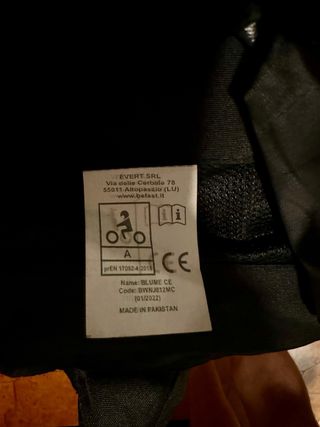 EVERT SRL
Via delle Cerbaie 78
55011-Altopascio (LU)
www.befast.it
i
A
prEN 17092-4:2018
CE
Name: BLUME CE
Code: BWNJ812MC
(01/2022)
MADE IN PAKISTAN